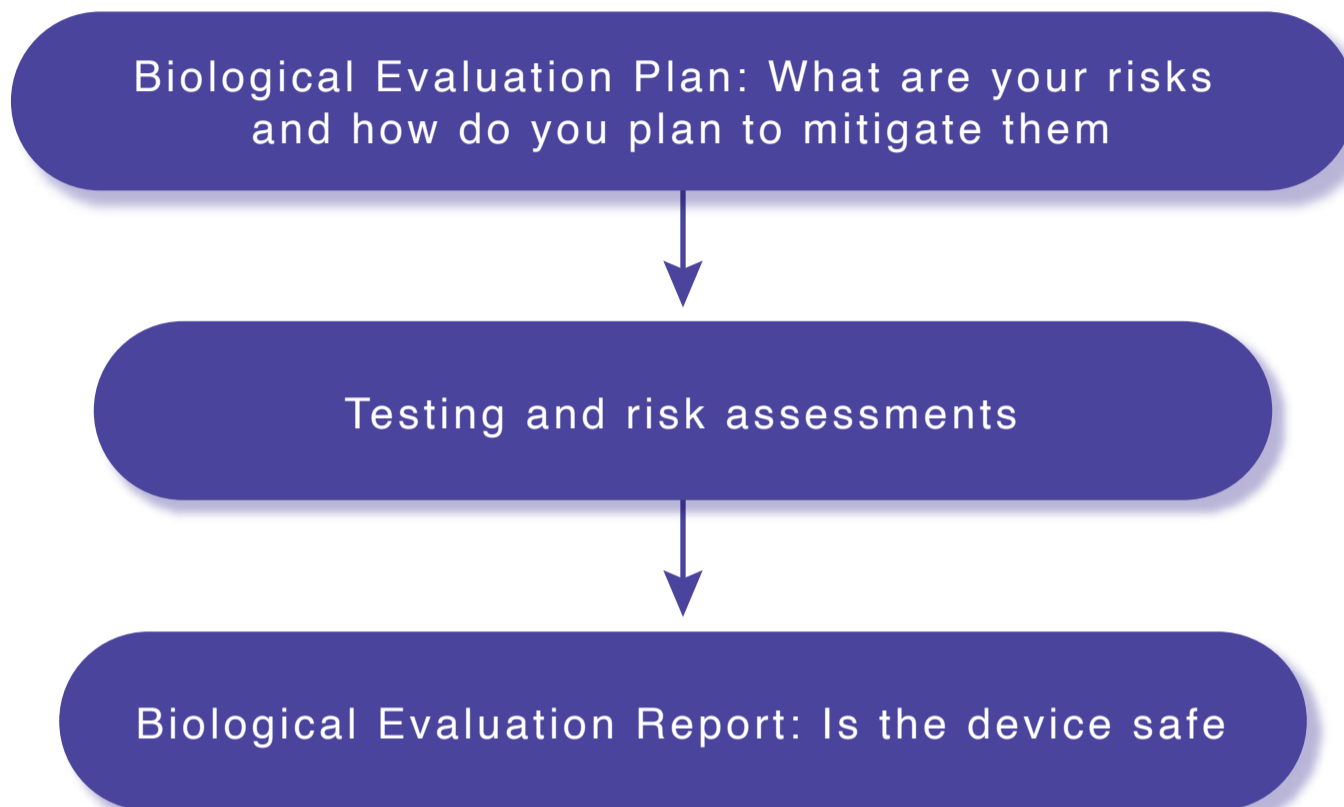 Biological Evaluation Plan: What are your risks
and how do you plan to mitigate them
Testing and risk assessments
Biological Evaluation Report: Is the device safe